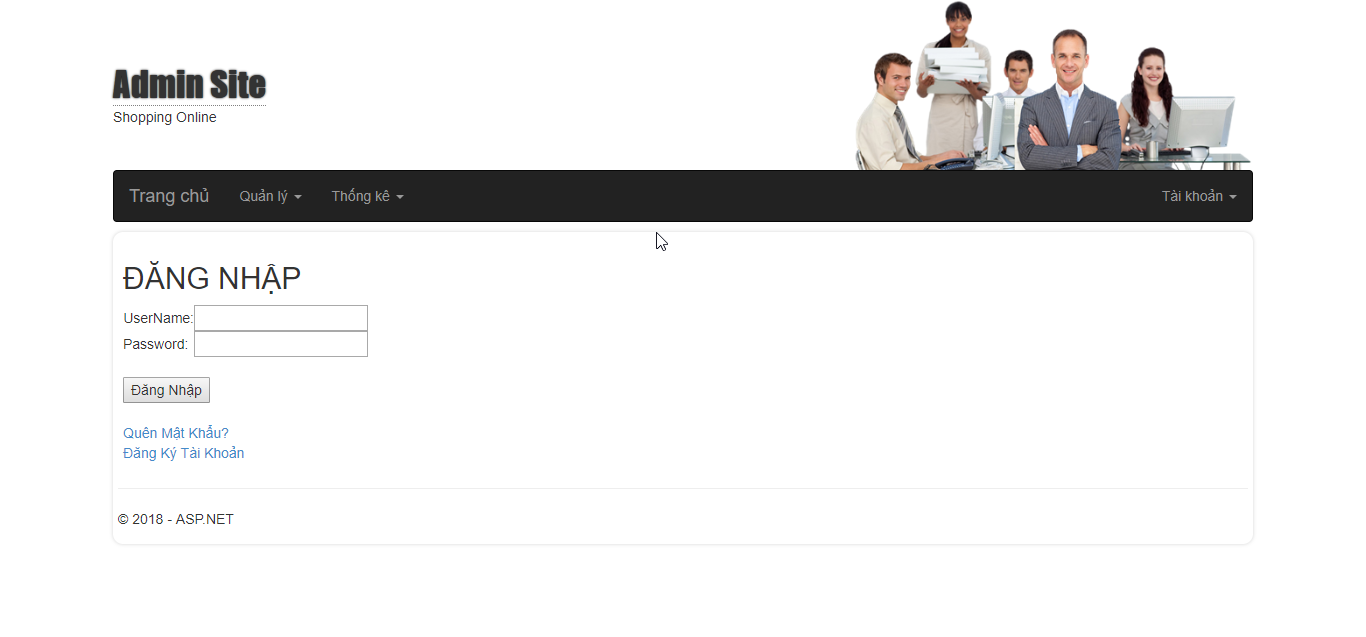 Admin Site
Shopping Online
Trang chủ Quản lý Thống kê Tài khoản
ĐĂNG NHẬP
UserName:
Password:
Đăng Nhập
Quên Mật Khẩu?
Đăng Ký Tài Khoản
© 2018 - ASP.NET